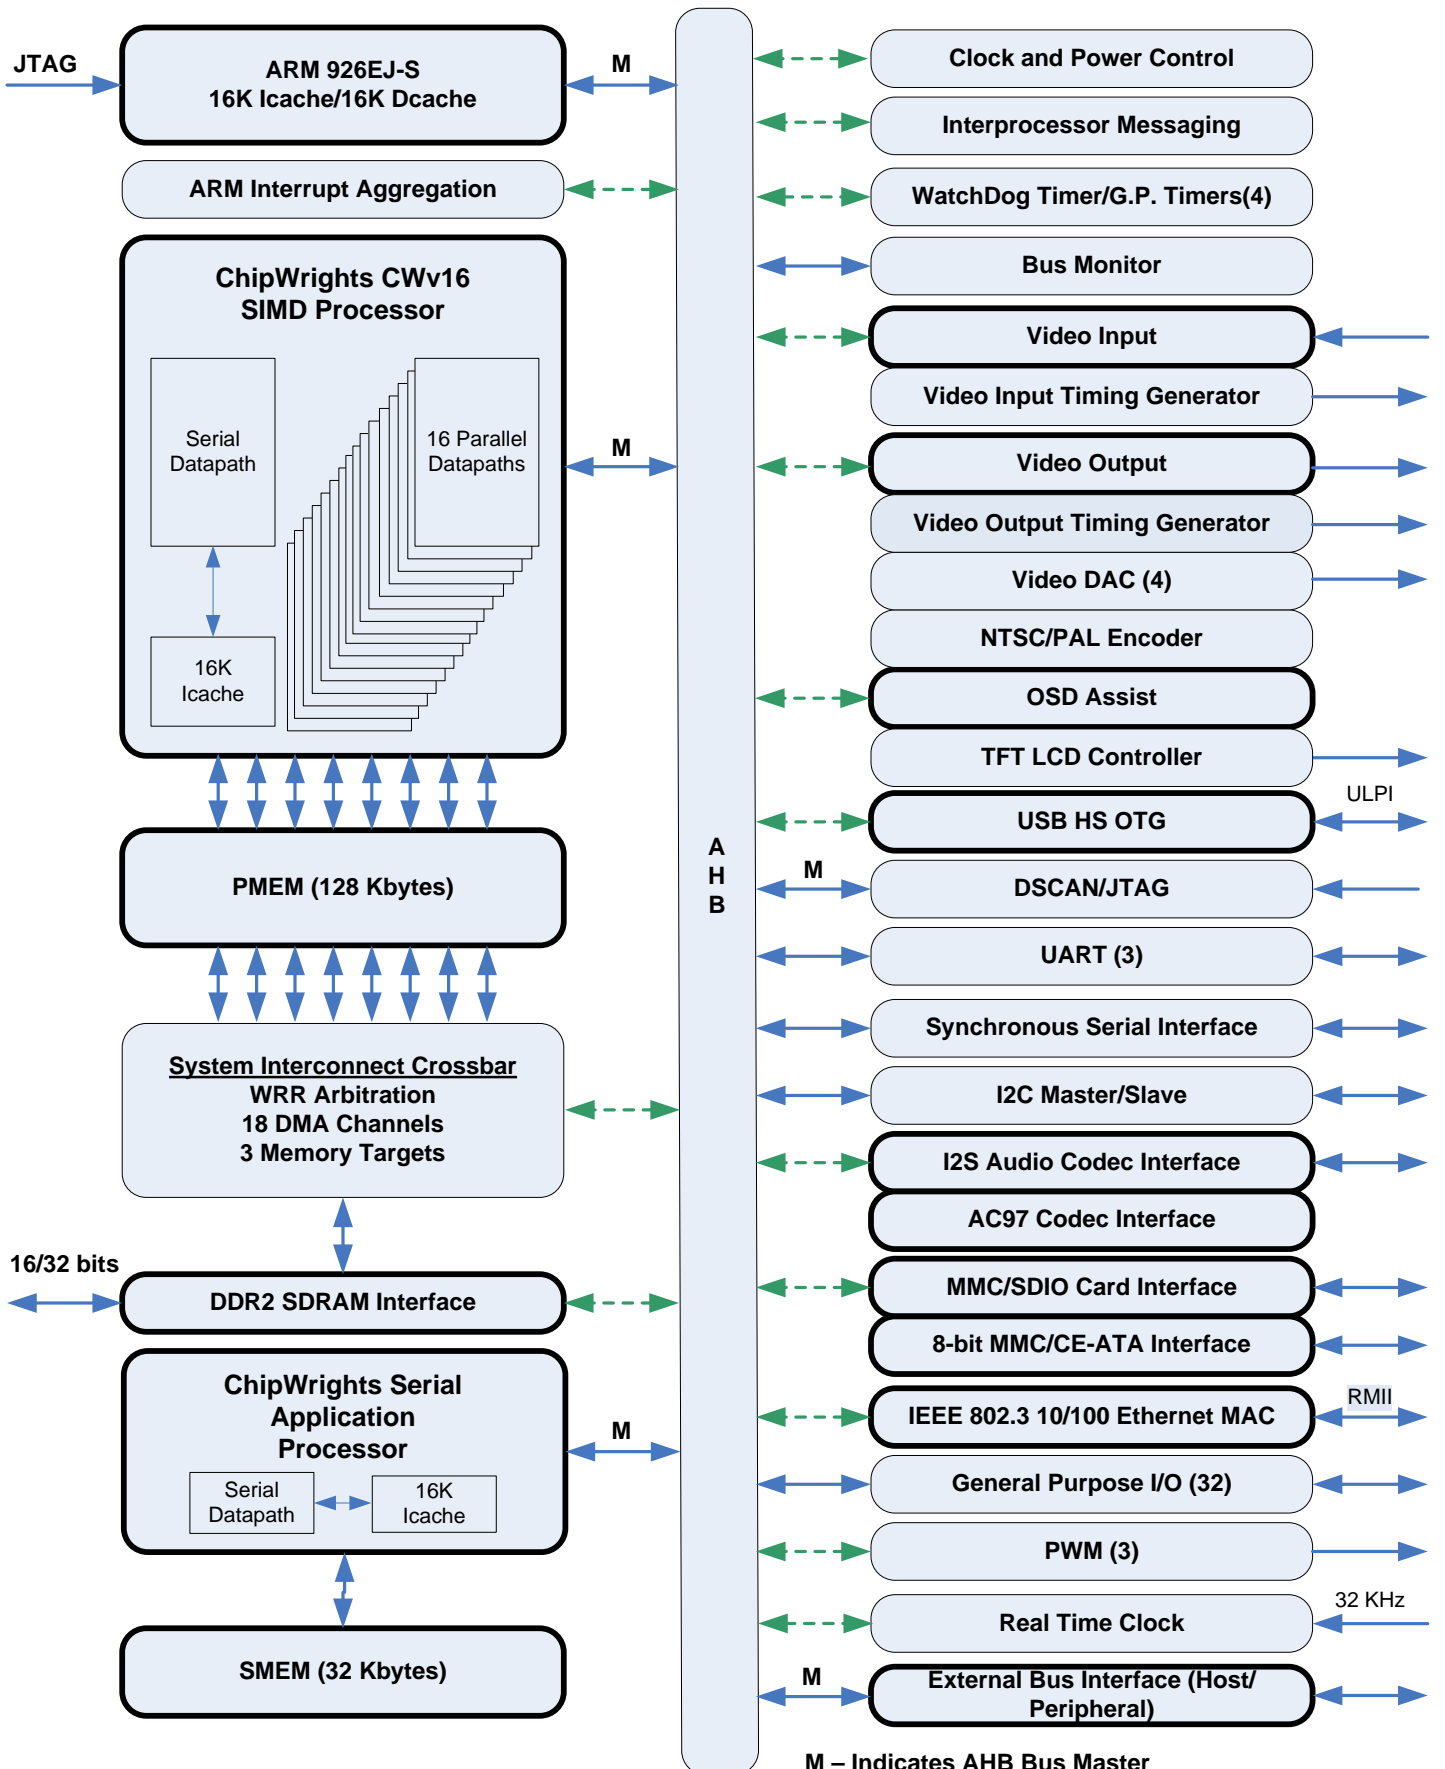 JTAG
ARM 926EJ-S
16K Icache/16K Dcache
M
ARM Interrupt Aggregation
ChipWrights CWv16
SIMD Processor
Serial
Datapath
16 Parallel
Datapaths
M
16K
Icache
PMEM (128 Kbytes)
System Interconnect Crossbar
WRR Arbitration
18 DMA Channels
3 Memory Targets
16/32 bits
DDR2 SDRAM Interface
ChipWrights Serial
Application
Processor
M
Serial
Datapath
16K
Icache
SMEM (32 Kbytes)
A
H
B
Clock and Power Control
Interprocessor Messaging
WatchDog Timer/G.P. Timers(4)
Bus Monitor
Video Input
Video Input Timing Generator
Video Output
Video Output Timing Generator
Video DAC (4)
NTSC/PAL Encoder
OSD Assist
TFT LCD Controller
ULPI
USB HS OTG
M
DSCAN/JTAG
UART (3)
Synchronous Serial Interface
I2C Master/Slave
I2S Audio Codec Interface
AC97 Codec Interface
MMC/SDIO Card Interface
8-bit MMC/CE-ATA Interface
RMII
IEEE 802.3 10/100 Ethernet MAC
General Purpose I/O (32)
PWM (3)
32 KHz
Real Time Clock
M
External Bus Interface (Host/
Peripheral)
M – Indicates AHB Bus Master